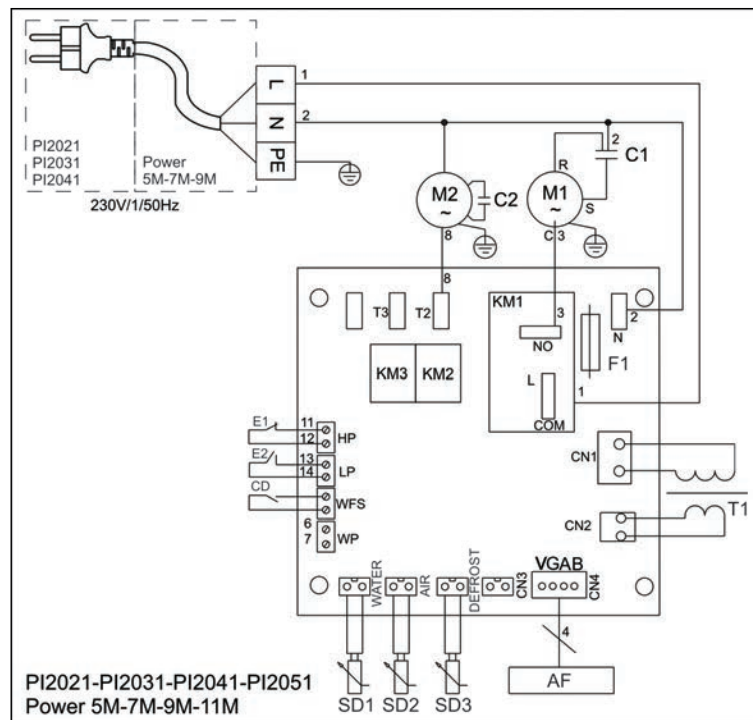 L
N
PE
1
2
PI2021
PI2031
PI2041
Power
5M-7M-9M
230V/1/50Hz
M2
~
C2
8
8
M1
~
R
S
C
3
2
C1
T3
T2
KM3
KM2
KM1
3
NO
L
COM
F1
N
2
1
E1
11
12
HP
E2
13
14
LP
CD
WFS
6
7
WP
CN1
CN2
T1
WATER
AIR
DEFROST
CN3
VGAB
CN4
4
AF
SD1
SD2
SD3
PI2021-PI2031-PI2041-PI2051
Power 5M-7M-9M-11M